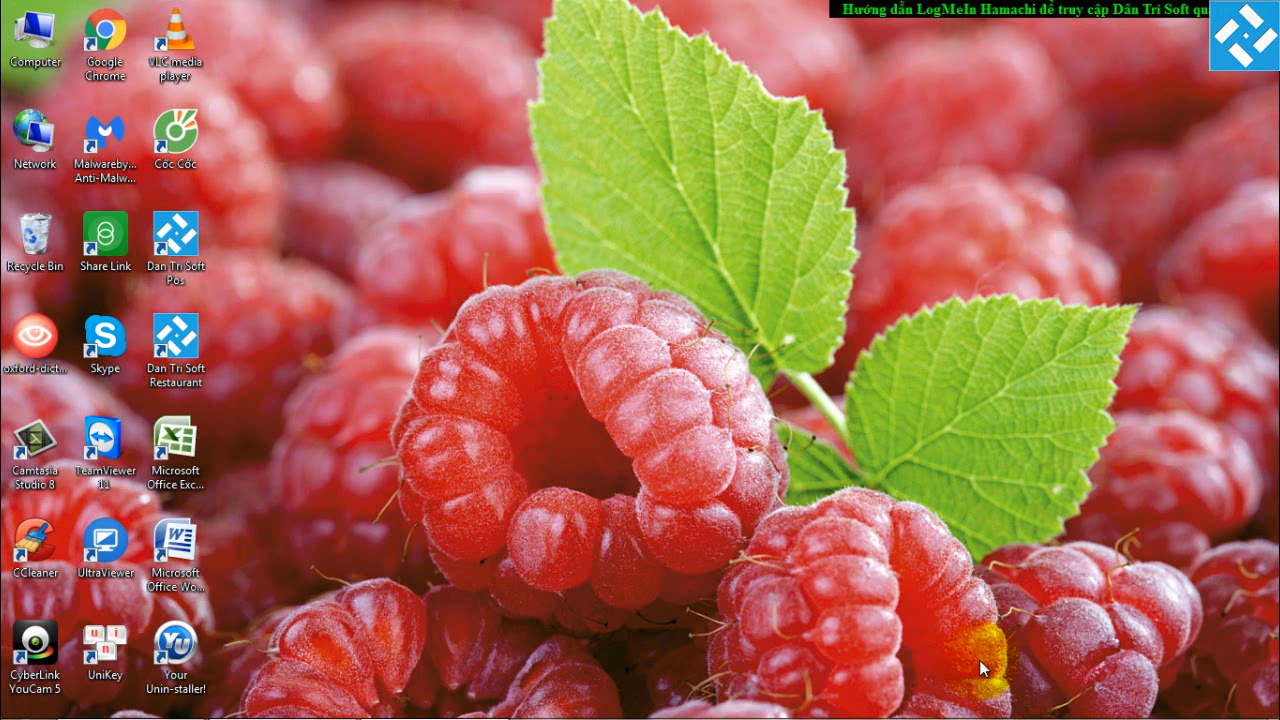 Hướng dẫn LogMeIn Hamachi để truy cập Dân Trí Soft qu
Computer
Google
Chrome
VLC media
player
Network
Malwareby...
Anti-Malw...
Cốc Cốc
Recycle Bin
Share Link
Dan Tri Soft
Pos
oxford-dict...
Skype
Dan Tri Soft
Restaurant
Camtasia
Studio 8
TeamViewer
11
Microsoft
Office Exc...
CCleaner
UltraViewer
Microsoft
Office Wo...
CyberLink
YouCam 5
UniKey
Your
Unin-staller!